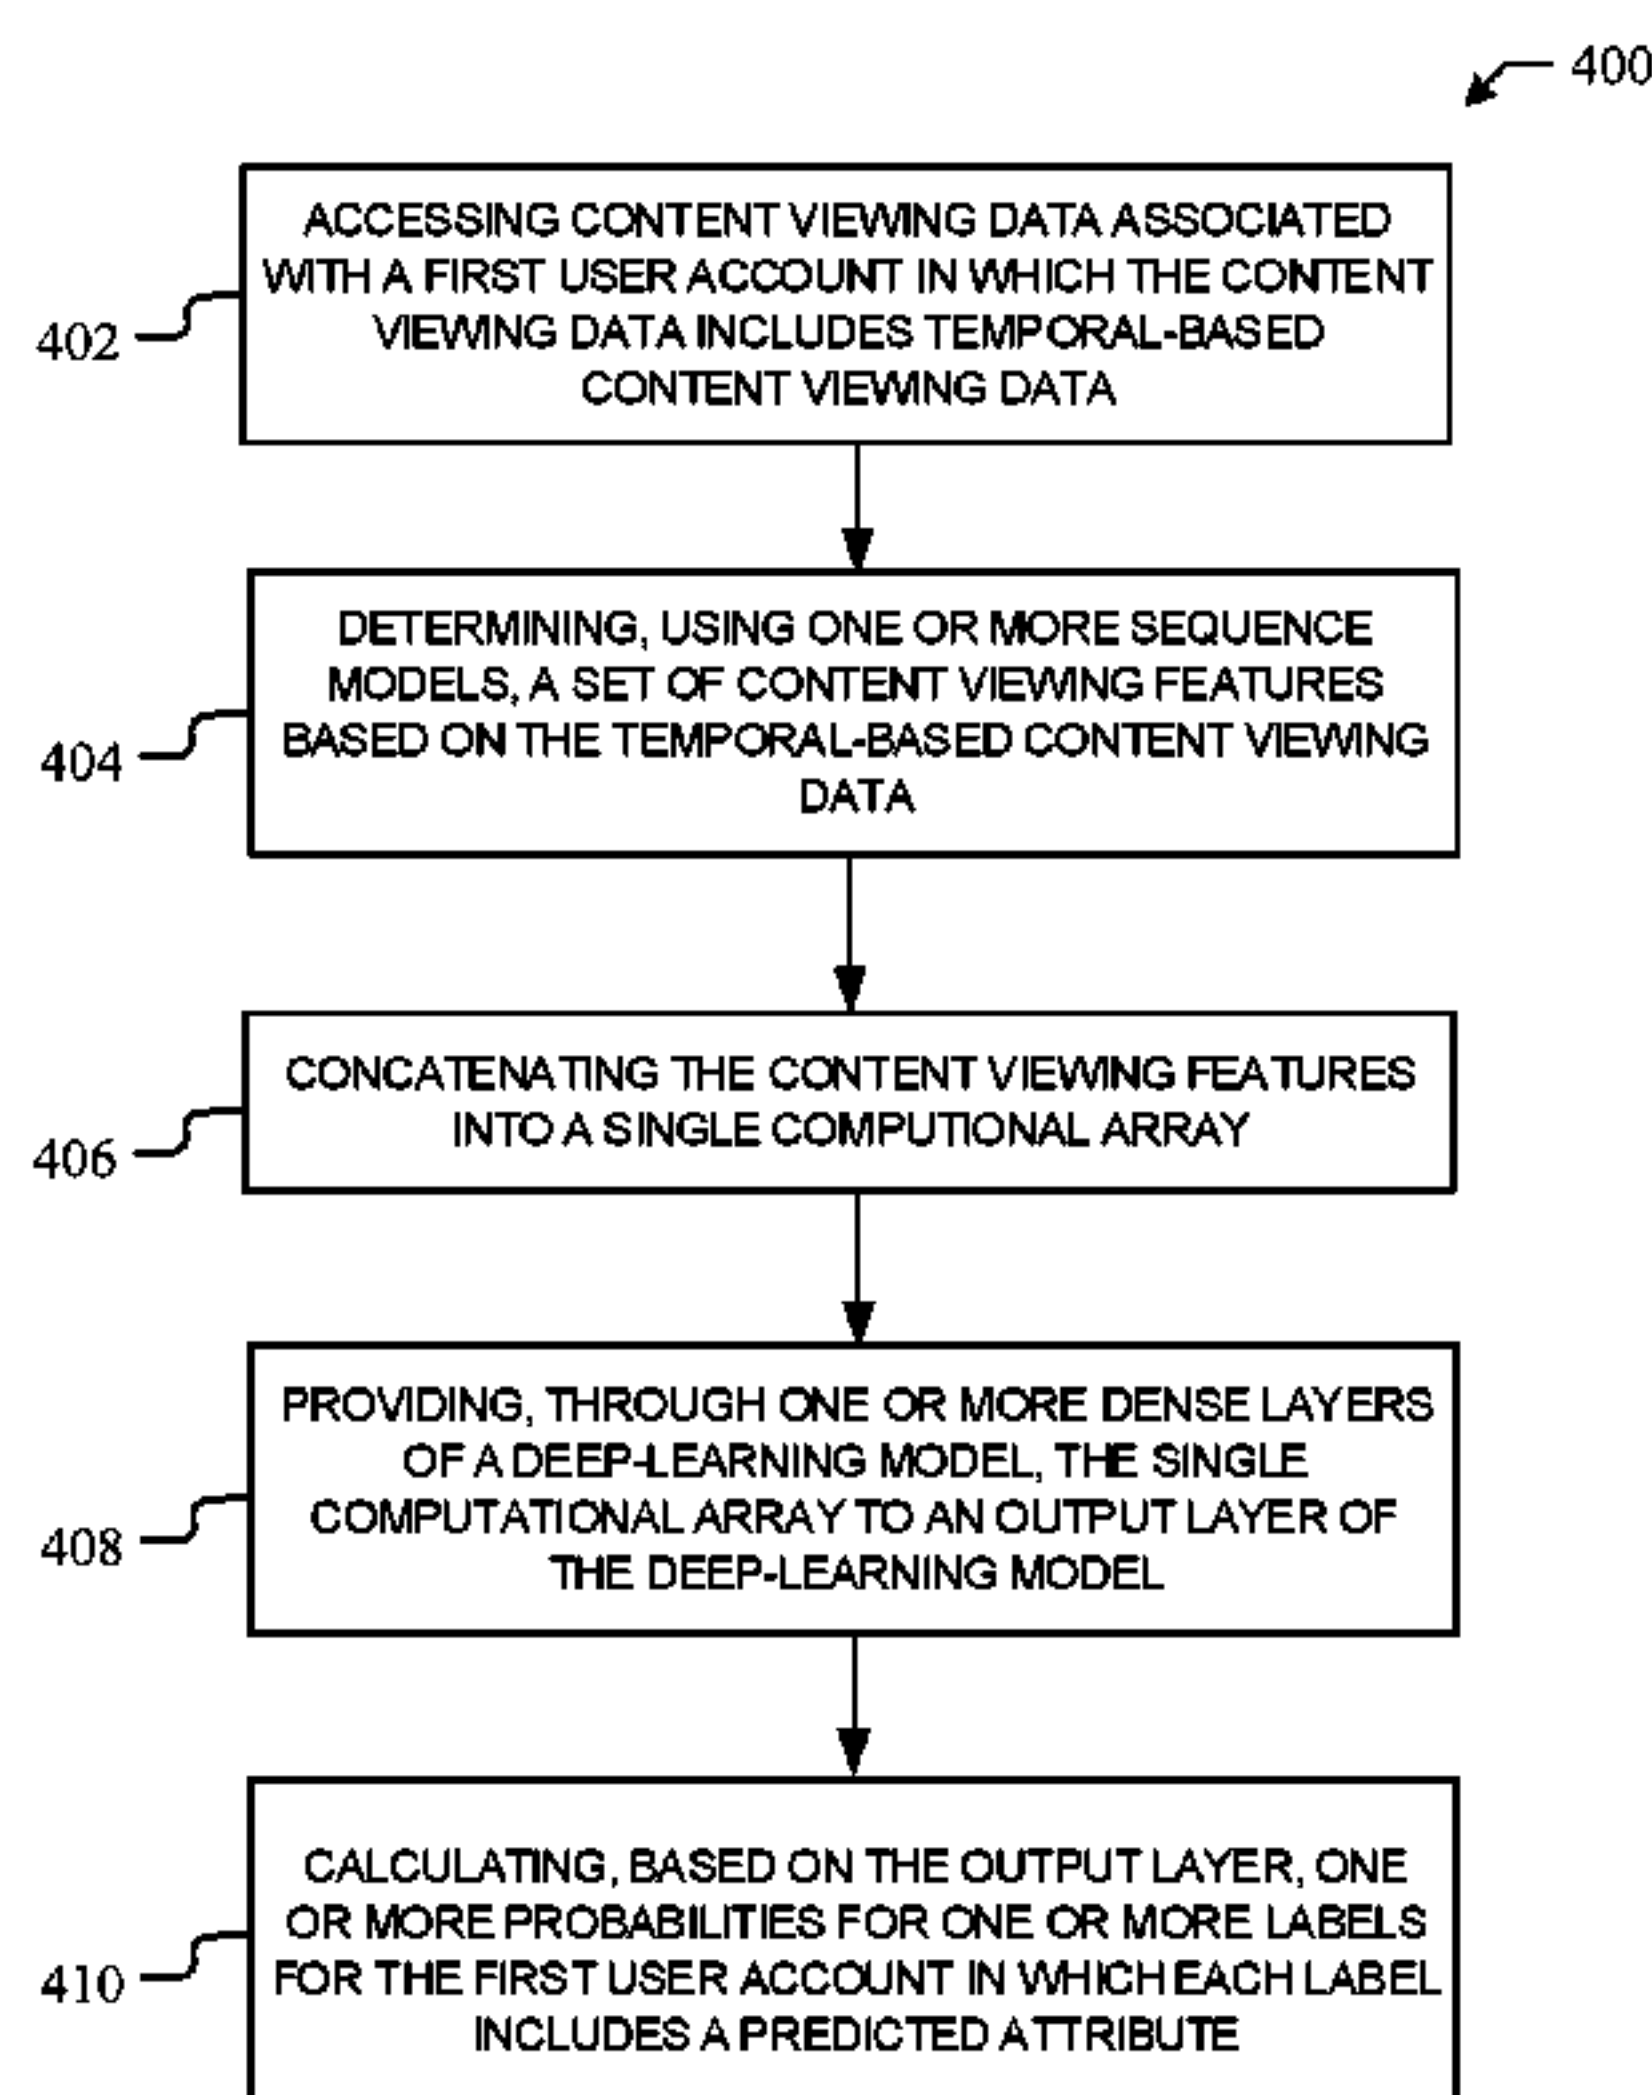 400
ACCESSING CONTENT VIEWING DATA ASSOCIATED
WITH A FIRST USER ACCOUNT IN WHICH THE CONTENT
VIEWING DATA INCLUDES TEMPORAL-BASED
CONTENT VIEWING DATA
402
DETERMINING, USING ONE OR MORE SEQUENCE
MODELS, A SET OF CONTENT VIEWING FEATURES
BASED ON THE TEMPORAL-BASED CONTENT VIEWING
DATA
404
CONCATENATING THE CONTENT VIEWING FEATURES
INTO A SINGLE COMPUTIONAL ARRAY
406
PROVIDING, THROUGH ONE OR MORE DENSE LAYERS
OF A DEEP-LEARNING MODEL, THE SINGLE
COMPUTATIONAL ARRAY TO AN OUTPUT LAYER OF
THE DEEP-LEARNING MODEL
408
CALCULATING, BASED ON THE OUTPUT LAYER, ONE
OR MORE PROBABILITIES FOR ONE OR MORE LABELS
FOR THE FIRST USER ACCOUNT IN WHICH EACH LABEL
INCLUDES A PREDICTED ATTRIBUTE
410